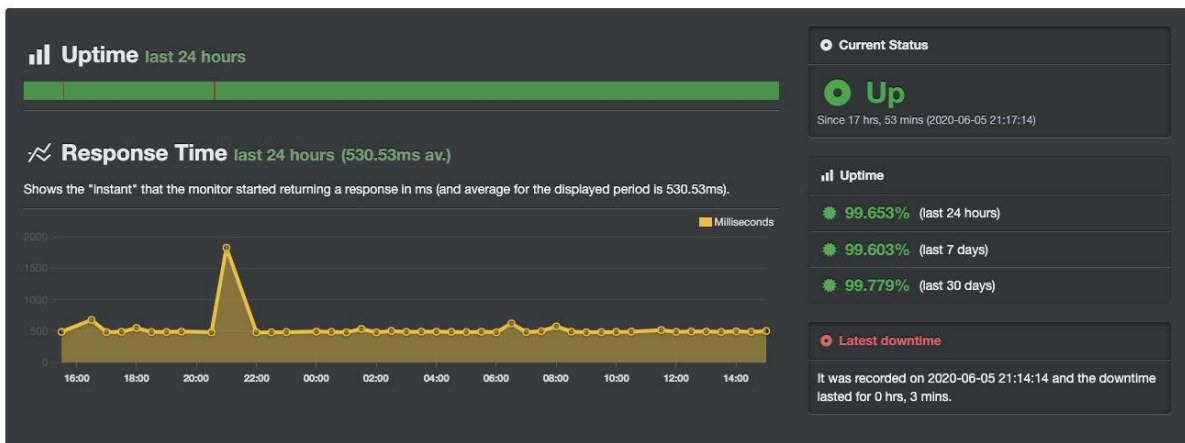 Uptime last 24 hours
Response Time last 24 hours (530.53ms av.)
Shows the "instant" that the monitor started returning a response in ms (and average for the displayed period is 530.53ms).
Milliseconds
2000
1500
1000
500
0
16:00 18:00 20:00 22:00 00:00 02:00 04:00 06:00 08:00 10:00 12:00 14:00
Current Status
Up
Since 17 hrs, 53 mins (2020-06-05 21:17:14)
Uptime
99.653% (last 24 hours)
99.603% (last 7 days)
99.779% (last 30 days)
Latest downtime
It was recorded on 2020-06-05 21:14:14 and the downtime
lasted for 0 hrs, 3 mins.